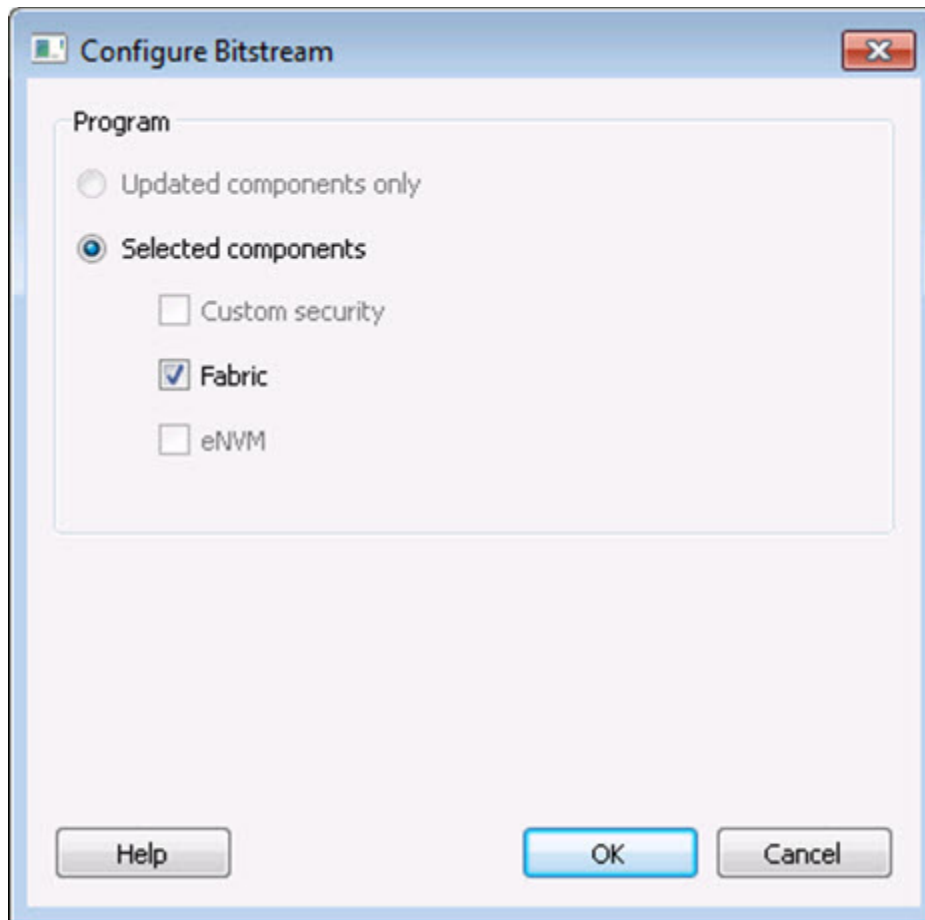 Configure Bitstream
Program
Updated components only
Selected components
Custom security
Fabric
eNVM
Help
OK
Cancel